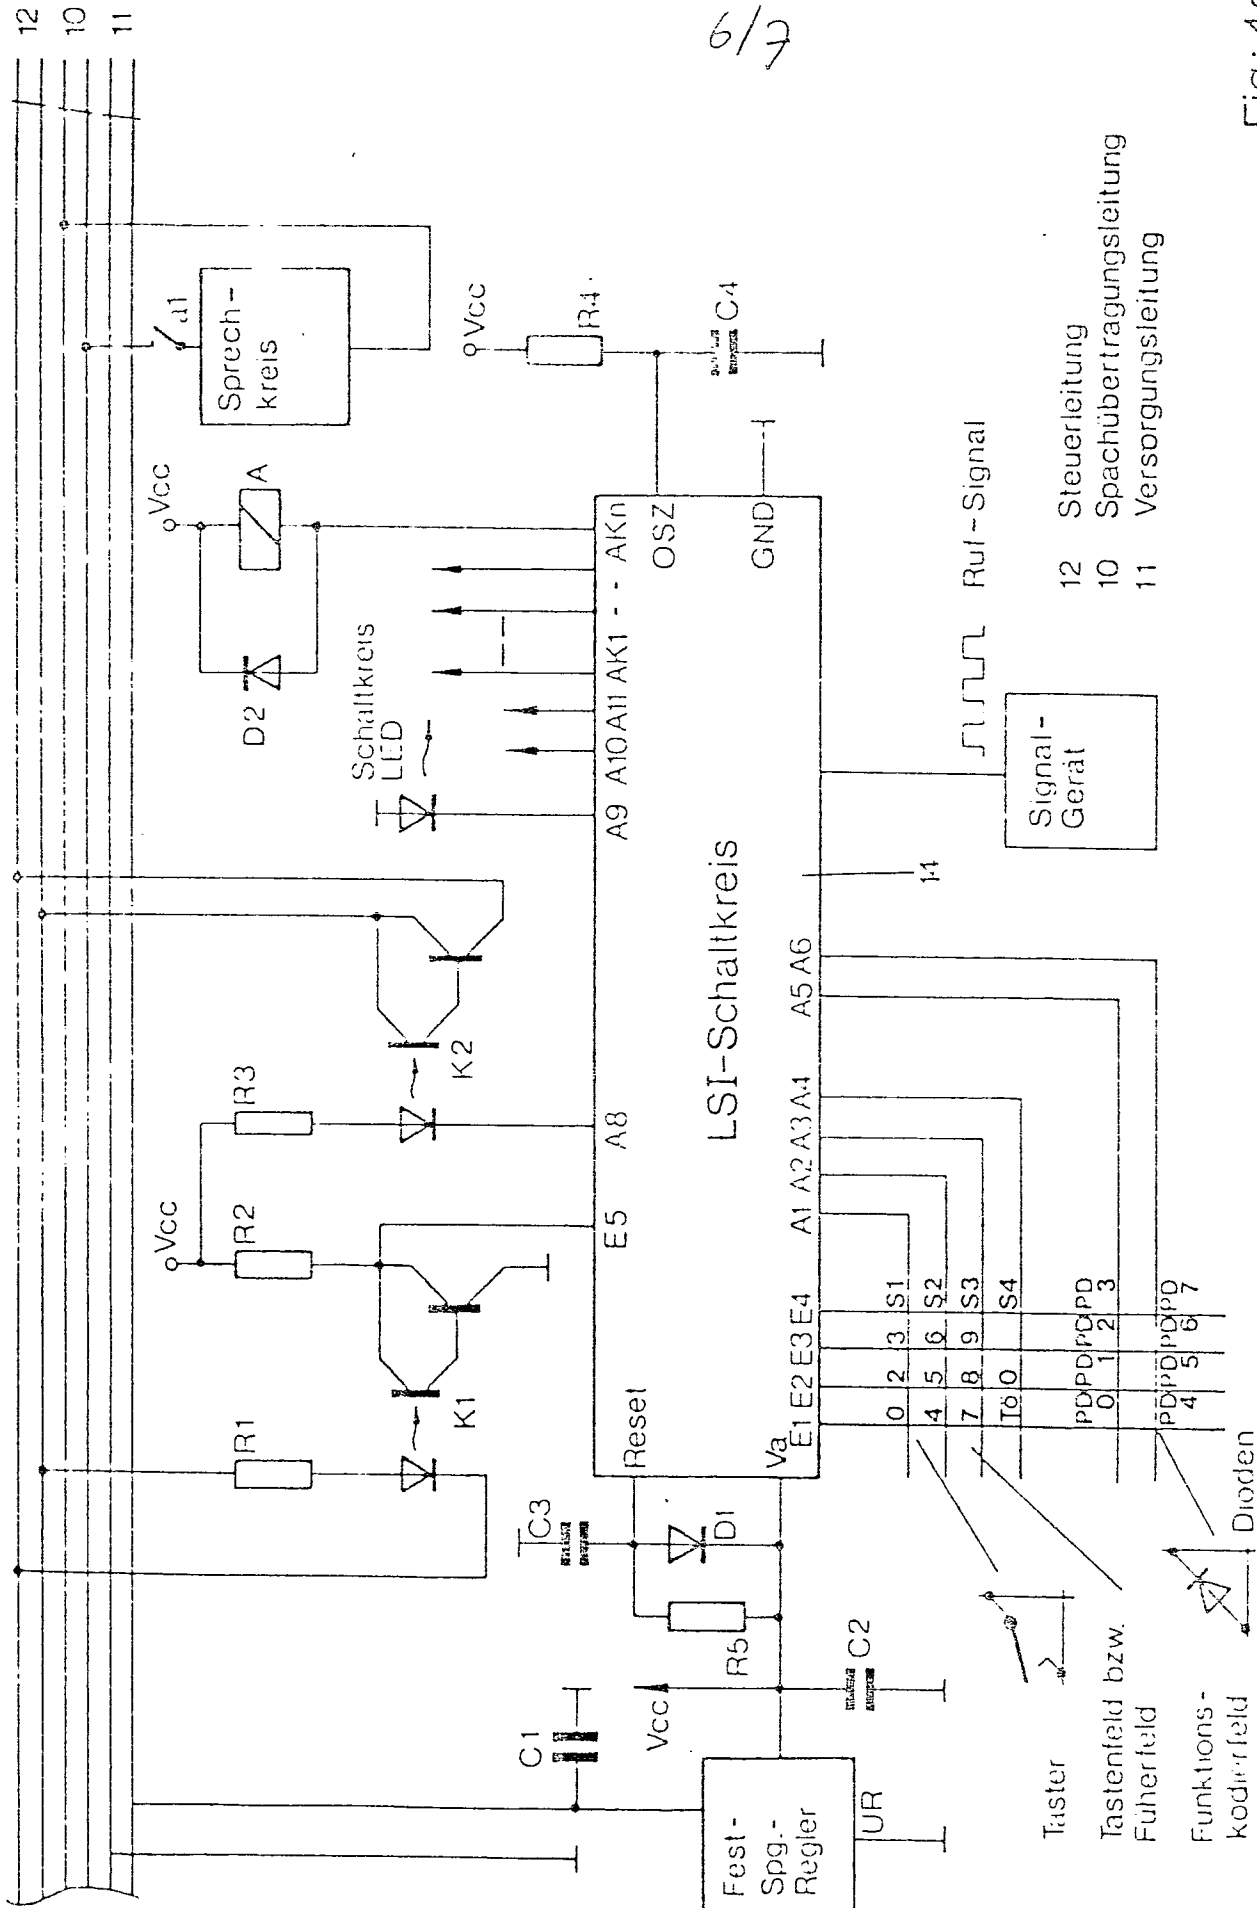 12
10
11
6/9
Vcc
R1
R2
R3
K1
K2
D2
Vcc
A
a1
Sprech-
kreis
Schaltkreis
LED
Vcc
R4
C4
C1
C3
Reset
E5
A8
A9 A10 A11 AK1 - - AKn
OSZ
GND
LSI-Schaltkreis
Vcc
R5
D1
C2
Va
E1 E2 E3 E4
A1 A2 A3 A4
A5 A6
14
Fest-
Spg.-
Regler
UR
0 2 3 S1
4 5 6 S2
7 8 9 S3
Tö 0 S4
PD PD PD PD
0 1 2 3
PD PD PD PD
4 5 6 7
Signal-
Gerät
Ruf-Signal
12 Steuerleitung
10 Spachübertragungsleitung
11 Versorgungsleitung
Taster
Tastenfeld bzw.
Füherfeld
Funktions-
kodierfeld
Dioden